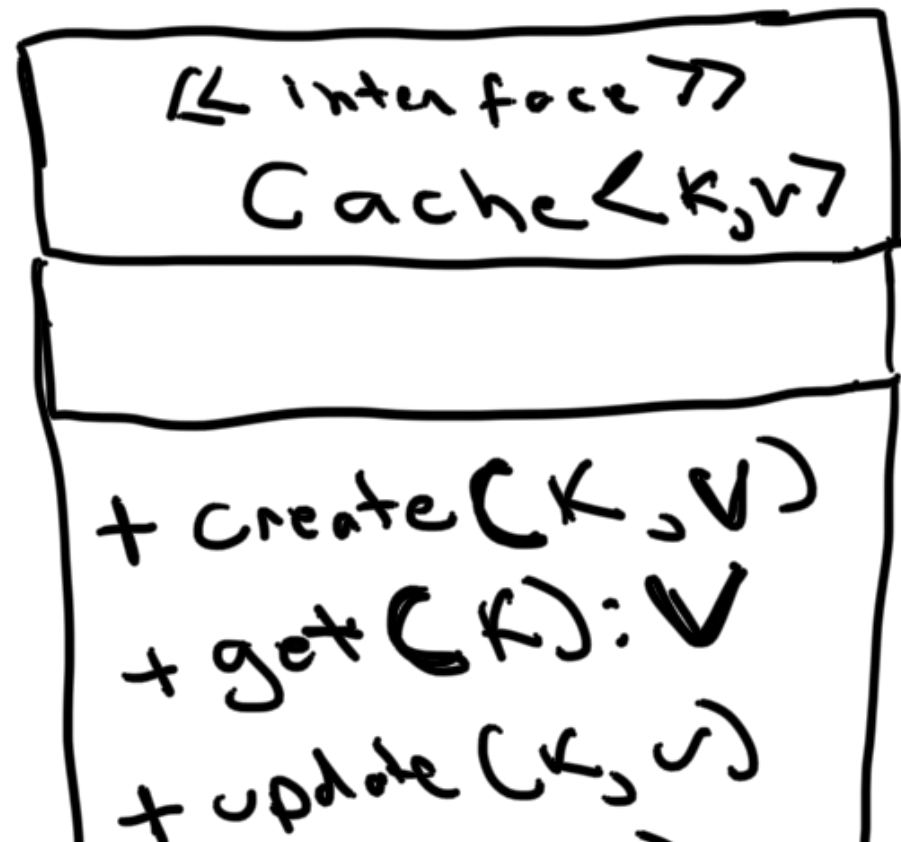 << interface >>
Cache<K,V>
+ create(K,V)
+ get(K): V
+ update(K,V)